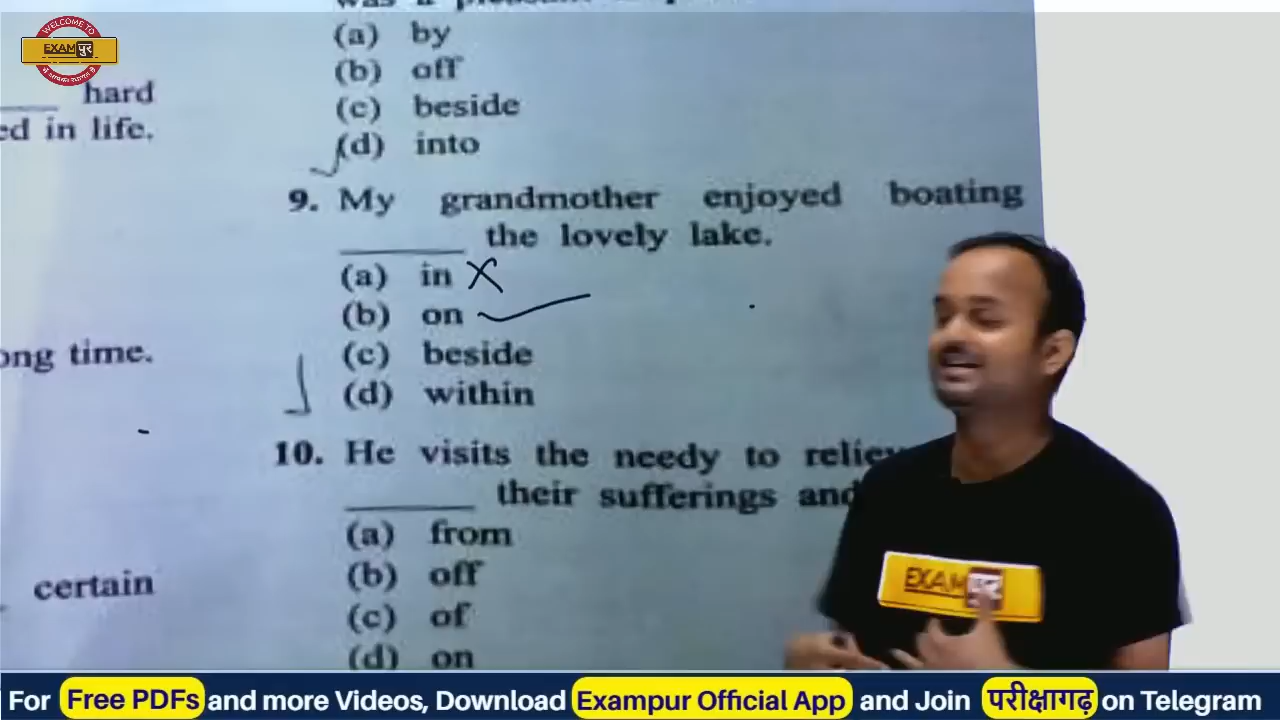 WELCOME TO
EXAM पुर
hard
ed in life.
ong time.
certain
(a) by
(b) off
(c) beside
(d) into
9. My grandmother enjoyed boating
______ the lovely lake.
(a) in
(b) on
(c) beside
(d) within
10. He visits the needy to
______ their sufferings and
(a) from
(b) off
(c) of
(d) on
EXAM पुर
For Free PDFs and more Videos, Download Exampur Official App and Join परीक्षागढ़ on Telegram